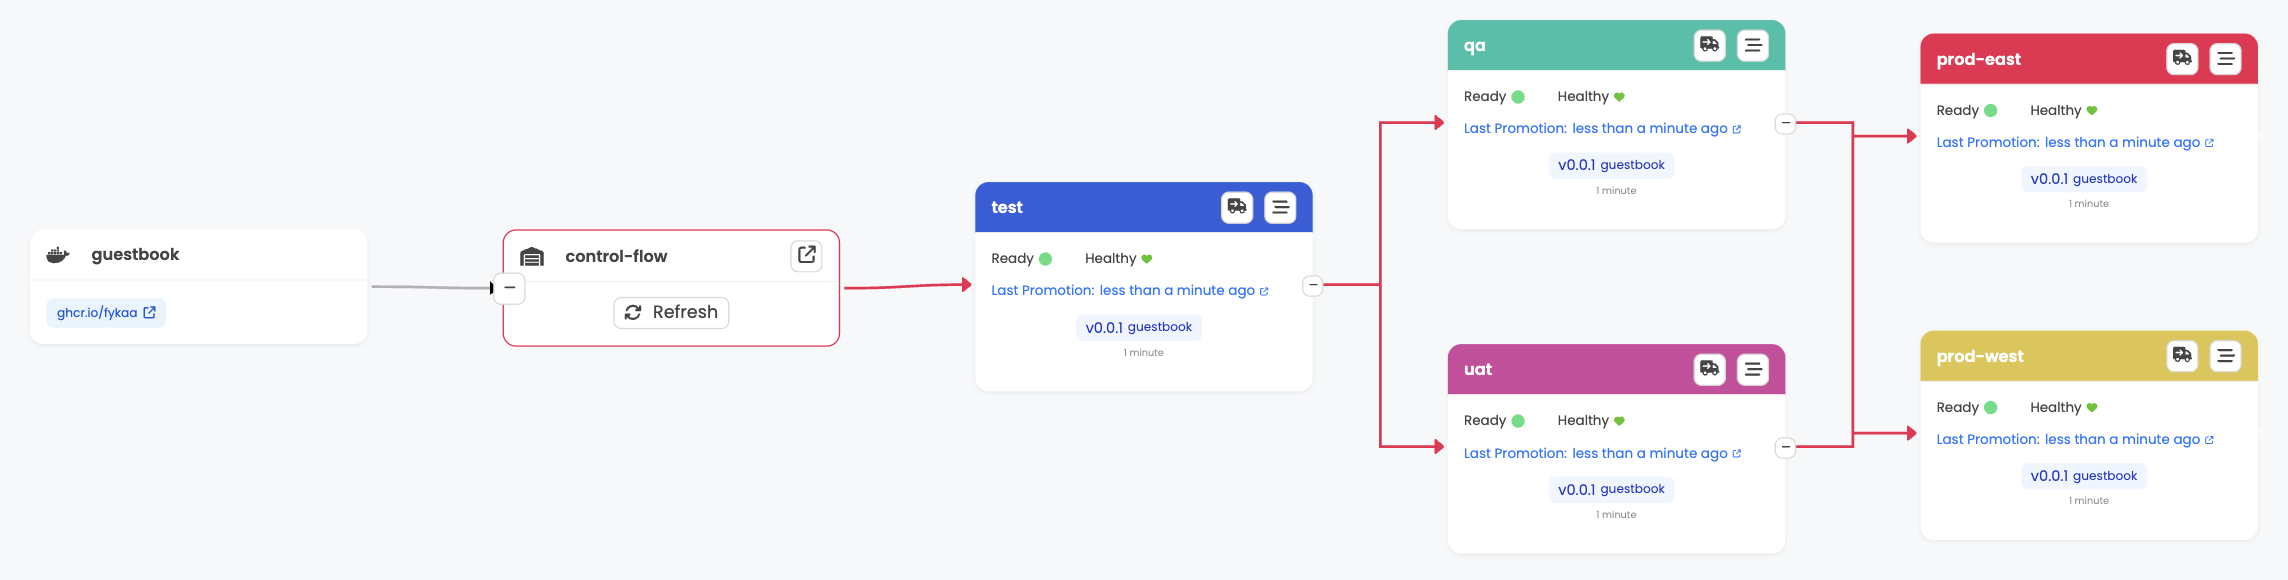 guestbook
ghcr.io/fykaa
control-flow
Refresh
test
Ready Healthy
Last Promotion: less than a minute ago
v0.0.1 guestbook
1 minute
qa
Ready Healthy
Last Promotion: less than a minute ago
v0.0.1 guestbook
1 minute
uat
Ready Healthy
Last Promotion: less than a minute ago
v0.0.1 guestbook
1 minute
prod-east
Ready Healthy
Last Promotion: less than a minute ago
v0.0.1 guestbook
1 minute
prod-west
Ready Healthy
Last Promotion: less than a minute ago
v0.0.1 guestbook
1 minute